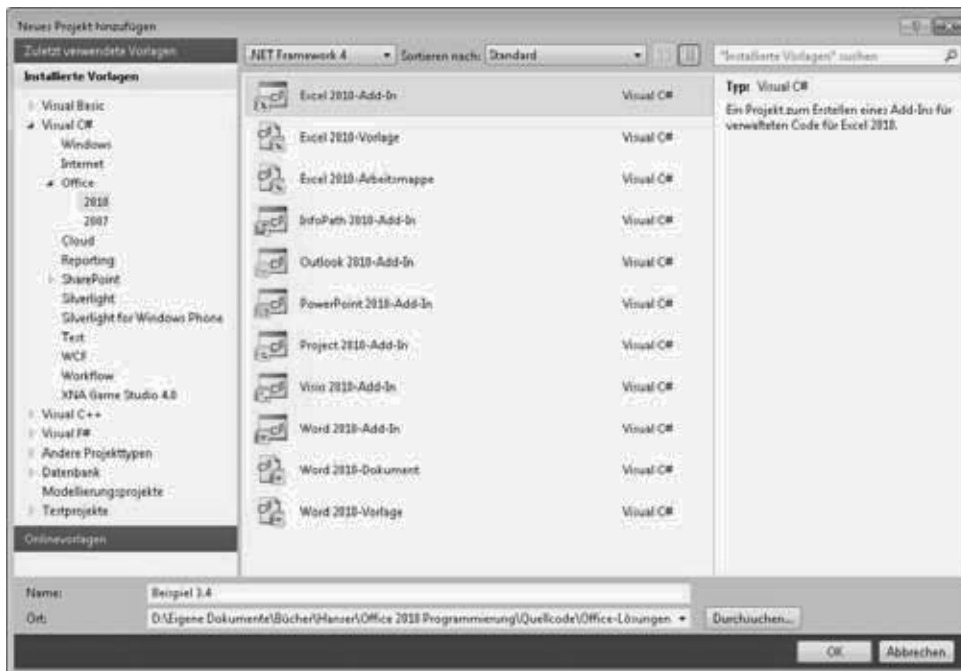 Neues Projekt hinzufügen
Zuletzt verwendete Vorlagen
Installierte Vorlagen
Visual Basic
Visual C#
Windows
Internet
Office
2010
2007
Cloud
Reporting
SharePoint
Silverlight
Silverlight for Windows Phone
Test
WCF
Workflow
XNA Game Studio 4.0
Visual C++
Visual F#
Andere Projekttypen
Datenbank
Modellierungsprojekte
Testprojekte
Onlinevorlagen
.NET Framework 4 Sortieren nach: Standard
Excel 2010-Add-In Visual C#
Excel 2010-Vorlage Visual C#
Excel 2010-Arbeitsmappe Visual C#
InfoPath 2010-Add-In Visual C#
Outlook 2010-Add-In Visual C#
PowerPoint 2010-Add-In Visual C#
Project 2010-Add-In Visual C#
Visio 2010-Add-In Visual C#
Word 2010-Add-In Visual C#
Word 2010-Dokument Visual C#
Word 2010-Vorlage Visual C#
"Installierte Vorlagen" suchen
Typ: Visual C#
Ein Projekt zum Erstellen eines Add-Ins für
verwalteten Code für Excel 2010.
Name: Beispiel 3.4
Ort: D:\Eigene Dokumente\Bücher\Hanser\Office 2010 Programmierung\Quellcode\Office-Lösungen Durchsuchen...
OK Abbrechen